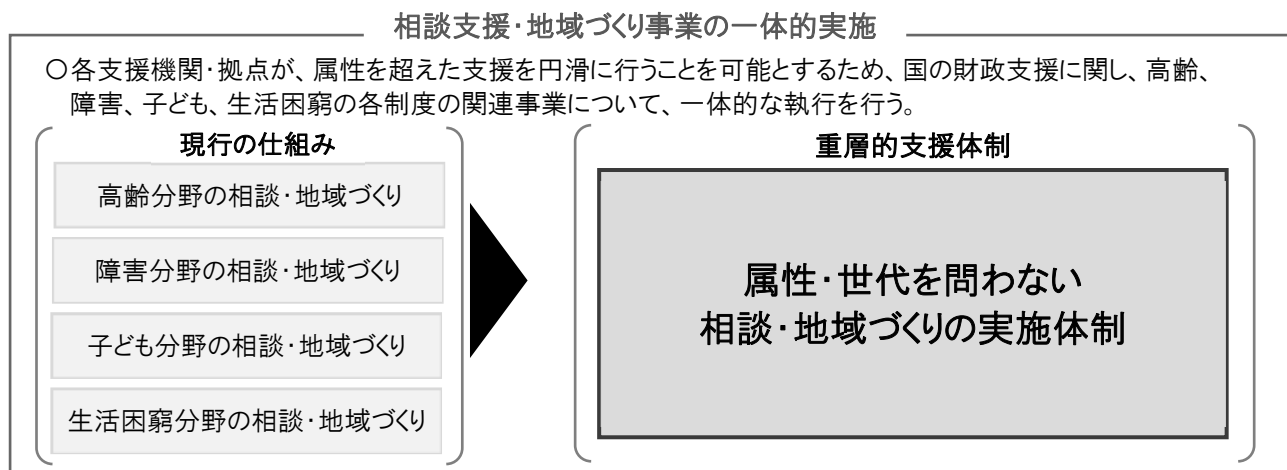 相談支援・地域づくり事業の一体的実施
○各支援機関・拠点が、属性を超えた支援を円滑に行うことを可能とするため、国の財政支援に関し、高齢、
障害、子ども、生活困窮の各制度の関連事業について、一体的な執行を行う。
現行の仕組み
高齢分野の相談・地域づくり
障害分野の相談・地域づくり
子ども分野の相談・地域づくり
生活困窮分野の相談・地域づくり
重層的支援体制
属性・世代を問わない
相談・地域づくりの実施体制